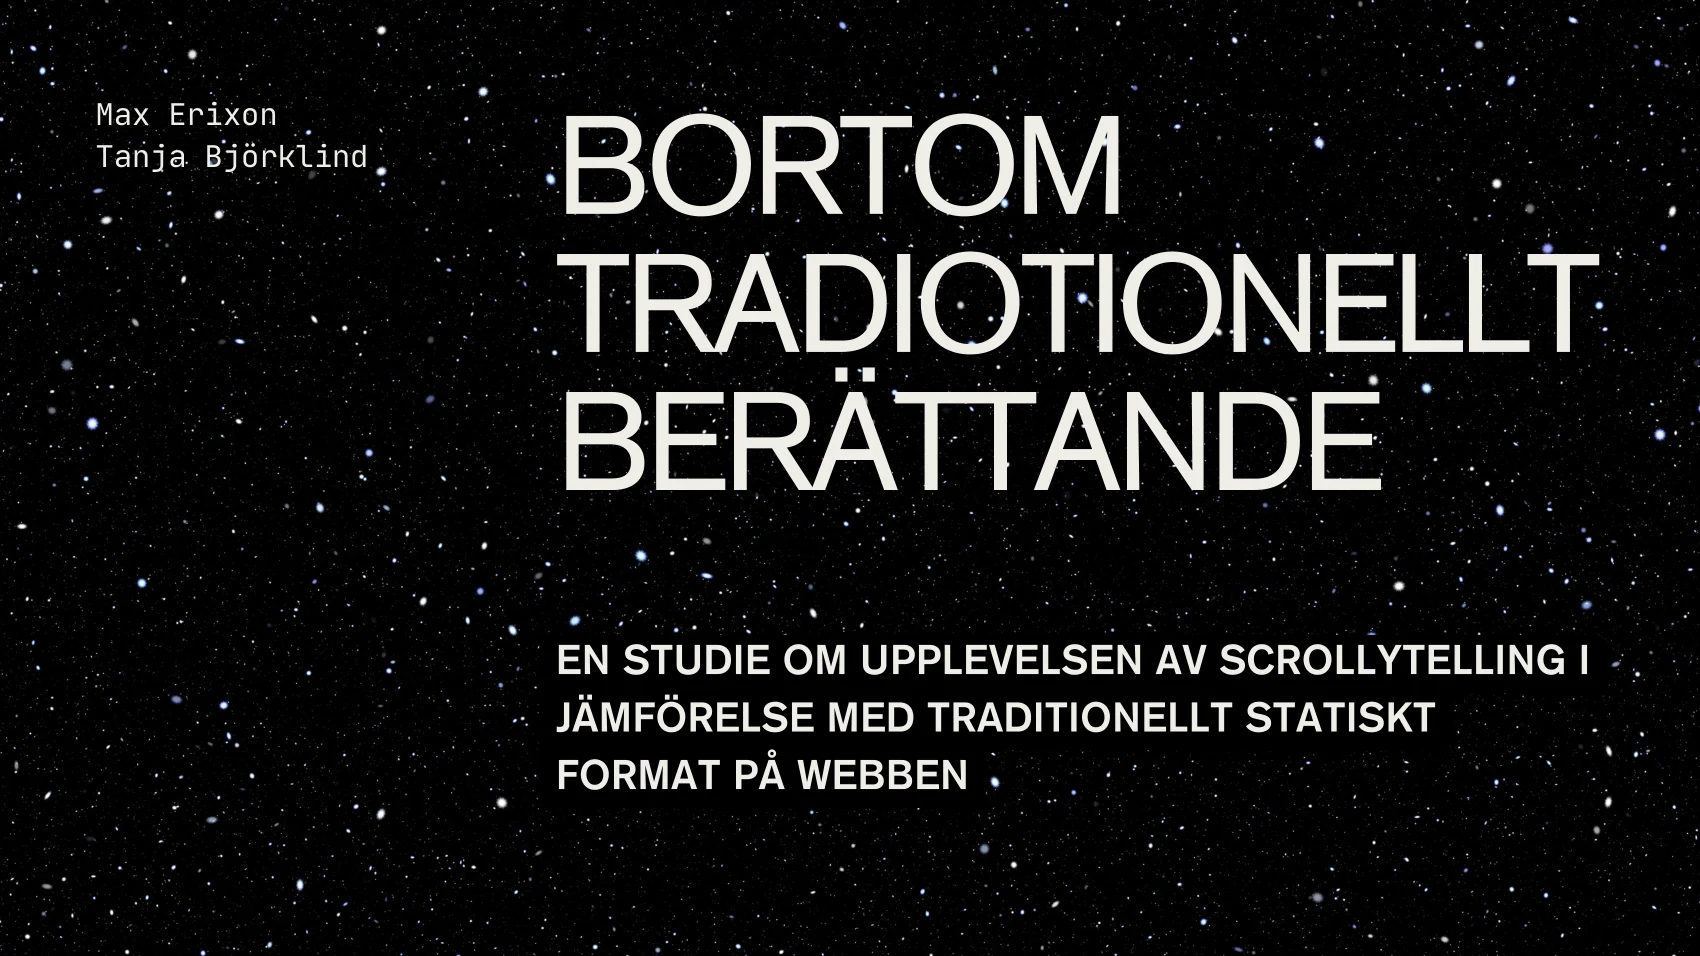 Max Erixon
Tanja Björklind
BORTOM
TRADIOTIONELLT
BERÄTTANDE
EN STUDIE OM UPPLEVELSEN AV SCROLLYTELLING I
JÄMFÖRELSE MED TRADITIONELLT STATISKT
FORMAT PÅ WEBBEN